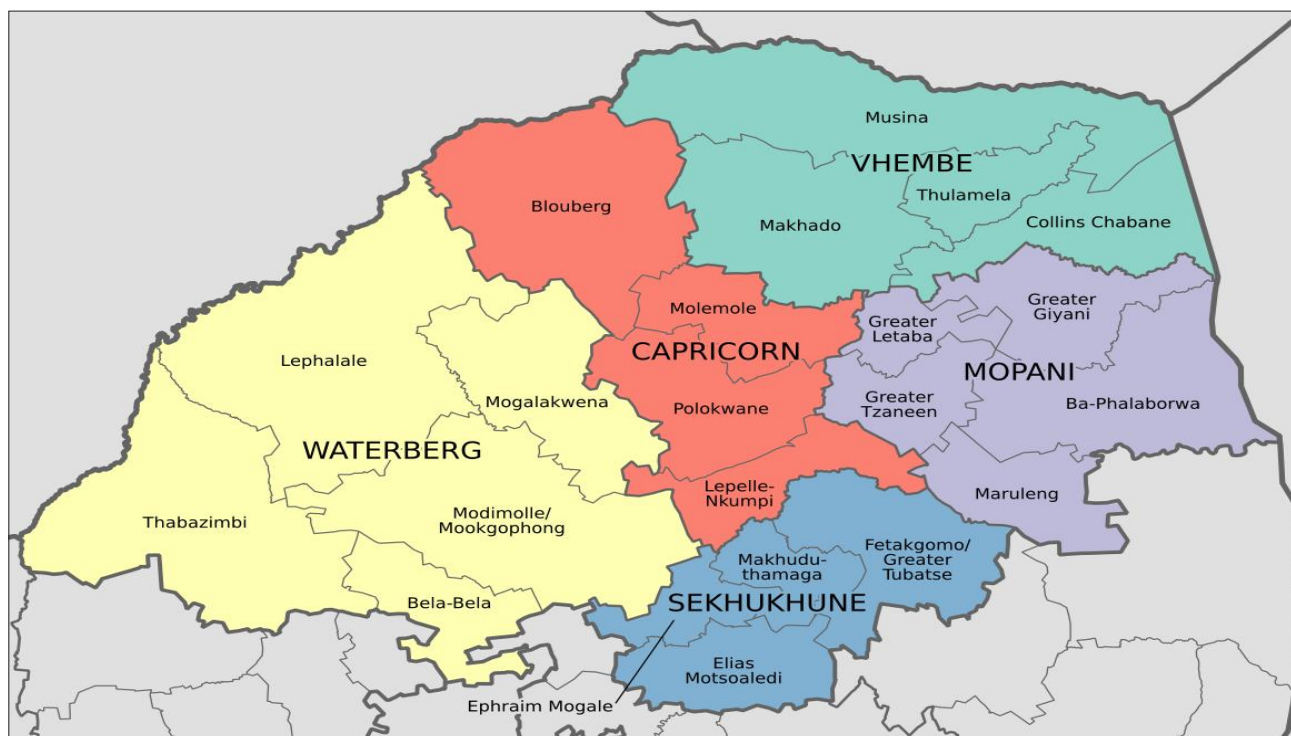 Musina
VHEMBE
Thulamela
Blouberg
Makhado
Collins Chabane
Molemole
Greater
Letaba
Greater
Giyani
CAPRICORN
MOPANI
Lephalale
Mogalakwena
Polokwane
Greater
Tzaneen
Ba-Phalaborwa
WATERBERG
Lepelle-
Nkumpi
Maruleng
Thabazimbi
Modimolle/
Mookgophong
Makhudu-
thamaga
Fetakgomo/
Greater
Tubatse
Bela-Bela
SEKHUKHUNE
Elias
Motsoaledi
Ephraim Mogale